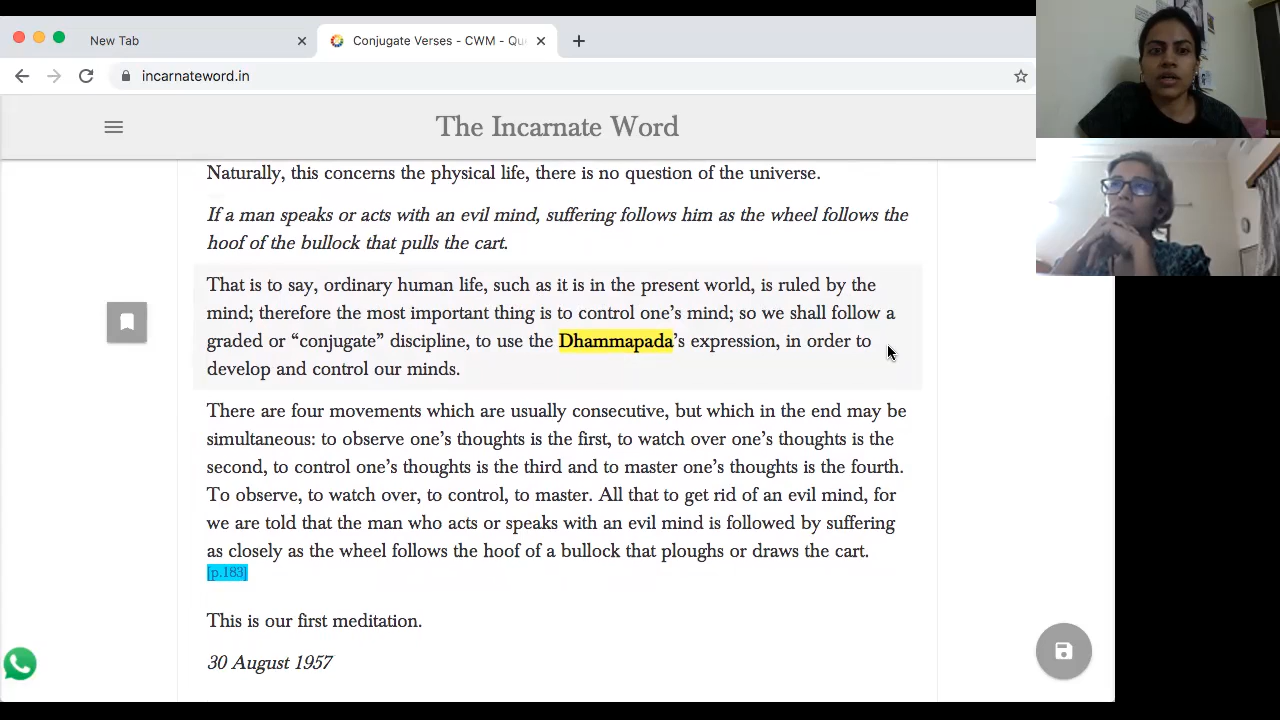 New Tab
Conjugate Verses - CWM - Qu
incarnateword.in
The Incarnate Word
Naturally, this concerns the physical life, there is no question of the universe.
If a man speaks or acts with an evil mind, suffering follows him as the wheel follows the
hoof of the bullock that pulls the cart.
That is to say, ordinary human life, such as it is in the present world, is ruled by the
mind; therefore the most important thing is to control one’s mind; so we shall follow a
graded or “conjugate” discipline, to use the Dhammapada’s expression, in order to
develop and control our minds.
There are four movements which are usually consecutive, but which in the end may be
simultaneous: to observe one’s thoughts is the first, to watch over one’s thoughts is the
second, to control one’s thoughts is the third and to master one’s thoughts is the fourth.
To observe, to watch over, to control, to master. All that to get rid of an evil mind, for
we are told that the man who acts or speaks with an evil mind is followed by suffering
as closely as the wheel follows the hoof of a bullock that ploughs or draws the cart.
[p.183]
This is our first meditation.
30 August 1957